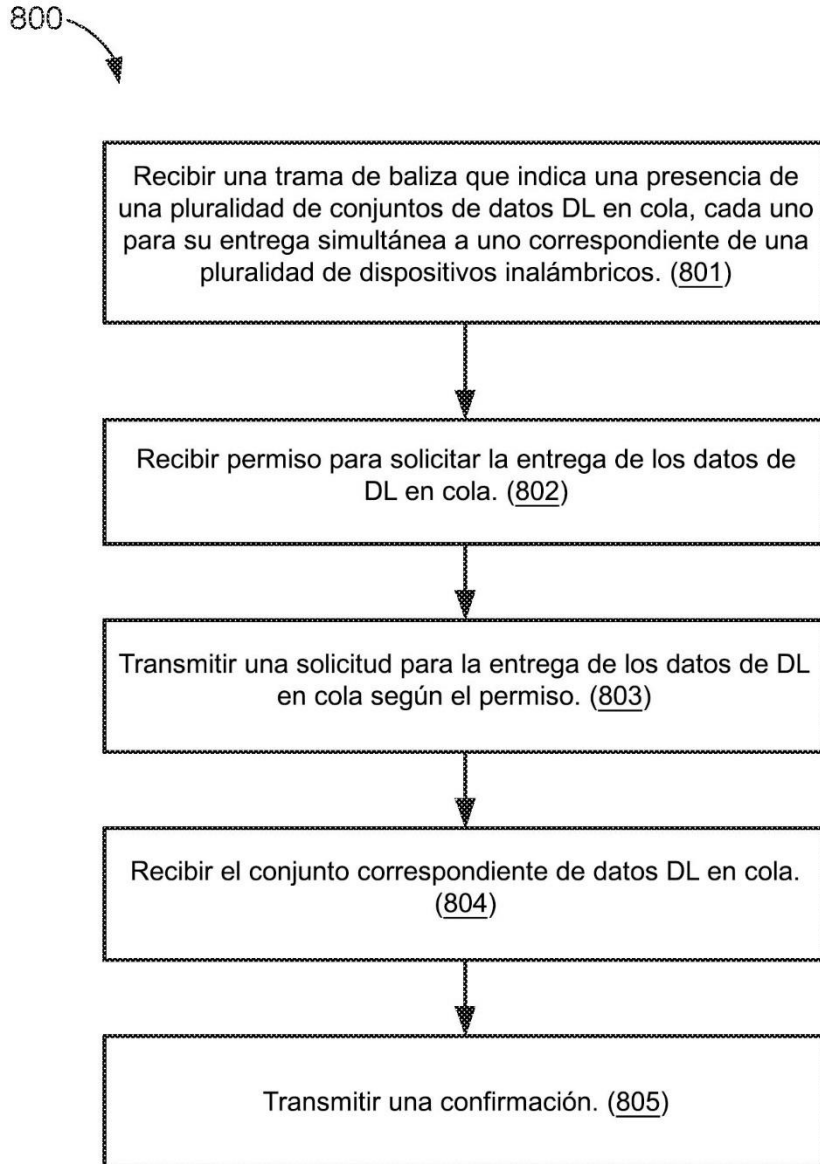 800
Recibir una trama de baliza que indica una presencia de
una pluralidad de conjuntos de datos DL en cola, cada uno
para su entrega simultánea a uno correspondiente de una
pluralidad de dispositivos inalámbricos. (801)
Recibir permiso para solicitar la entrega de los datos de
DL en cola. (802)
Transmitir una solicitud para la entrega de los datos de DL
en cola según el permiso. (803)
Recibir el conjunto correspondiente de datos DL en cola.
(804)
Transmitir una confirmación. (805)